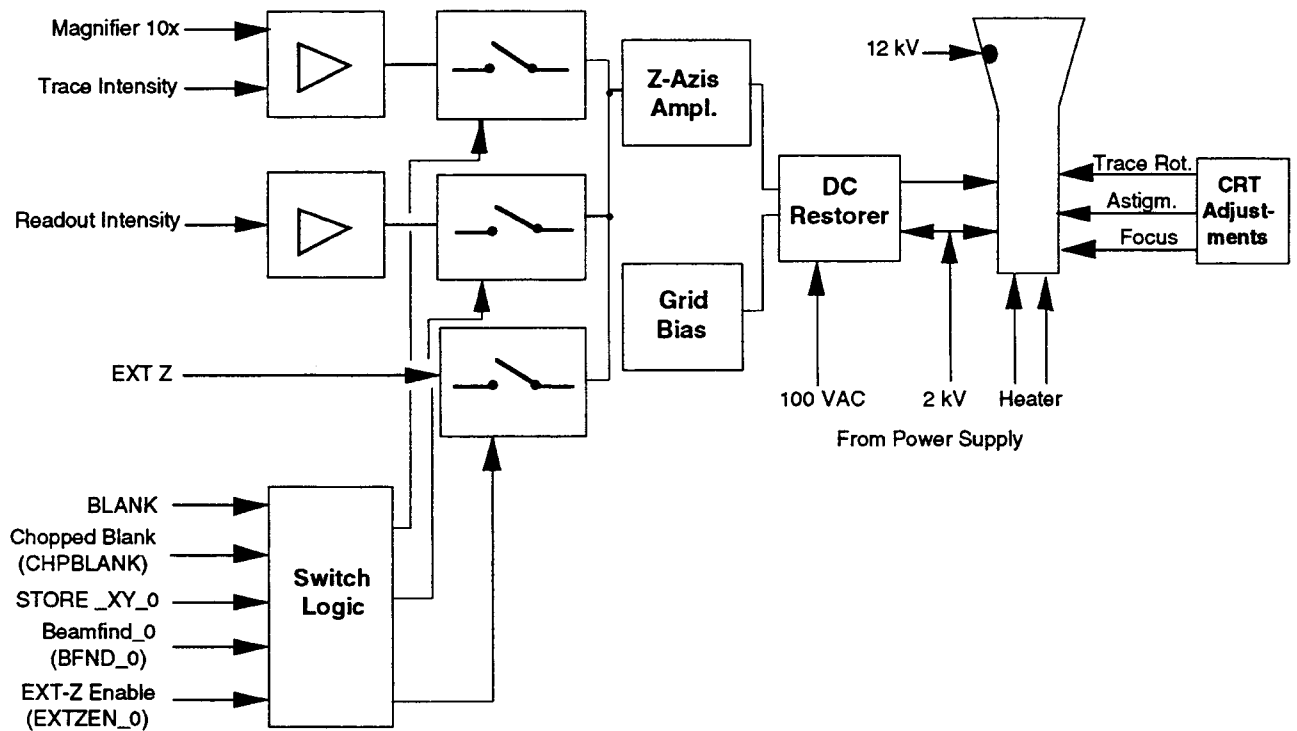 Magnifier 10x
Trace Intensity
Readout Intensity
EXT Z
BLANK
Chopped Blank
(CHPBLANK)
STORE _XY_0
Beamfind_0
(BFND_0)
EXT-Z Enable
(EXTZEN_0)
Switch
Logic
Z-Azis
Ampl.
Grid
Bias
DC
Restorer
12 kV
Trace Rot.
Astigm.
Focus
CRT
Adjust-
ments
100 VAC
2 kV
Heater
From Power Supply